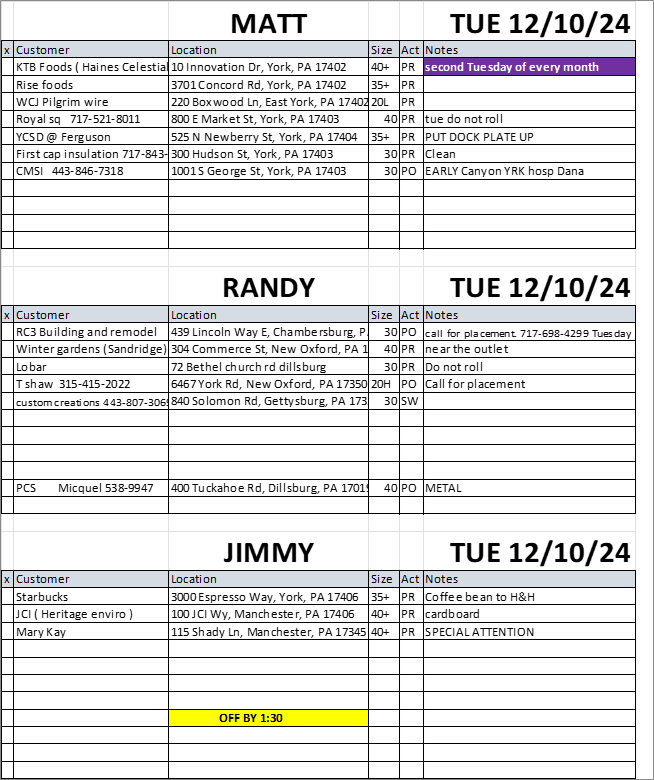 MATT TUE 12/10/24
x Customer Location Size Act Notes
KTB Foods ( Haines Celestial 10 Innovation Dr, York, PA 17402 40+ PR second Tuesday of every month
Rise foods 3701 Concord Rd, York, PA 17402 35+ PR
WCJ Pilgrim wire 220 Boxwood Ln, East York, PA 17402 20L PR
Royal sq 717-521-8011 800 E Market St, York, PA 17403 40 PR tue do not roll
YCSD @ Ferguson 525 N Newberry St, York, PA 17404 35+ PR PUT DOCK PLATE UP
First cap insulation 717-843- 300 Hudson St, York, PA 17403 30 PR Clean
CMSI 443-846-7318 1001 S George St, York, PA 17403 30 PO EARLY Canyon YRK hosp Dana
RANDY TUE 12/10/24
x Customer Location Size Act Notes
RC3 Building and remodel 439 Lincoln Way E, Chambersburg, P 30 PO call for placement. 717-698-4299 Tuesday
Winter gardens (Sandridge) 304 Commerce St, New Oxford, PA 1 40 PR near the outlet
Lobar 72 Bethel church rd dillsburg 30 PR Do not roll
T shaw 315-415-2022 6467 York Rd, New Oxford, PA 17350 20H PO Call for placement
custom creations 443-807-306 840 Solomon Rd, Gettysburg, PA 173 30 SW
PCS Micquel 538-9947 400 Tuckahoe Rd, Dillsburg, PA 17019 40 PO METAL
JIMMY TUE 12/10/24
x Customer Location Size Act Notes
Starbucks 3000 Espresso Way, York, PA 17406 35+ PR Coffee bean to H&H
JCI ( Heritage enviro ) 100 JCI Wy, Manchester, PA 17406 40+ PR cardboard
Mary Kay 115 Shady Ln, Manchester, PA 17345 40+ PR SPECIAL ATTENTION
OFF BY 1:30